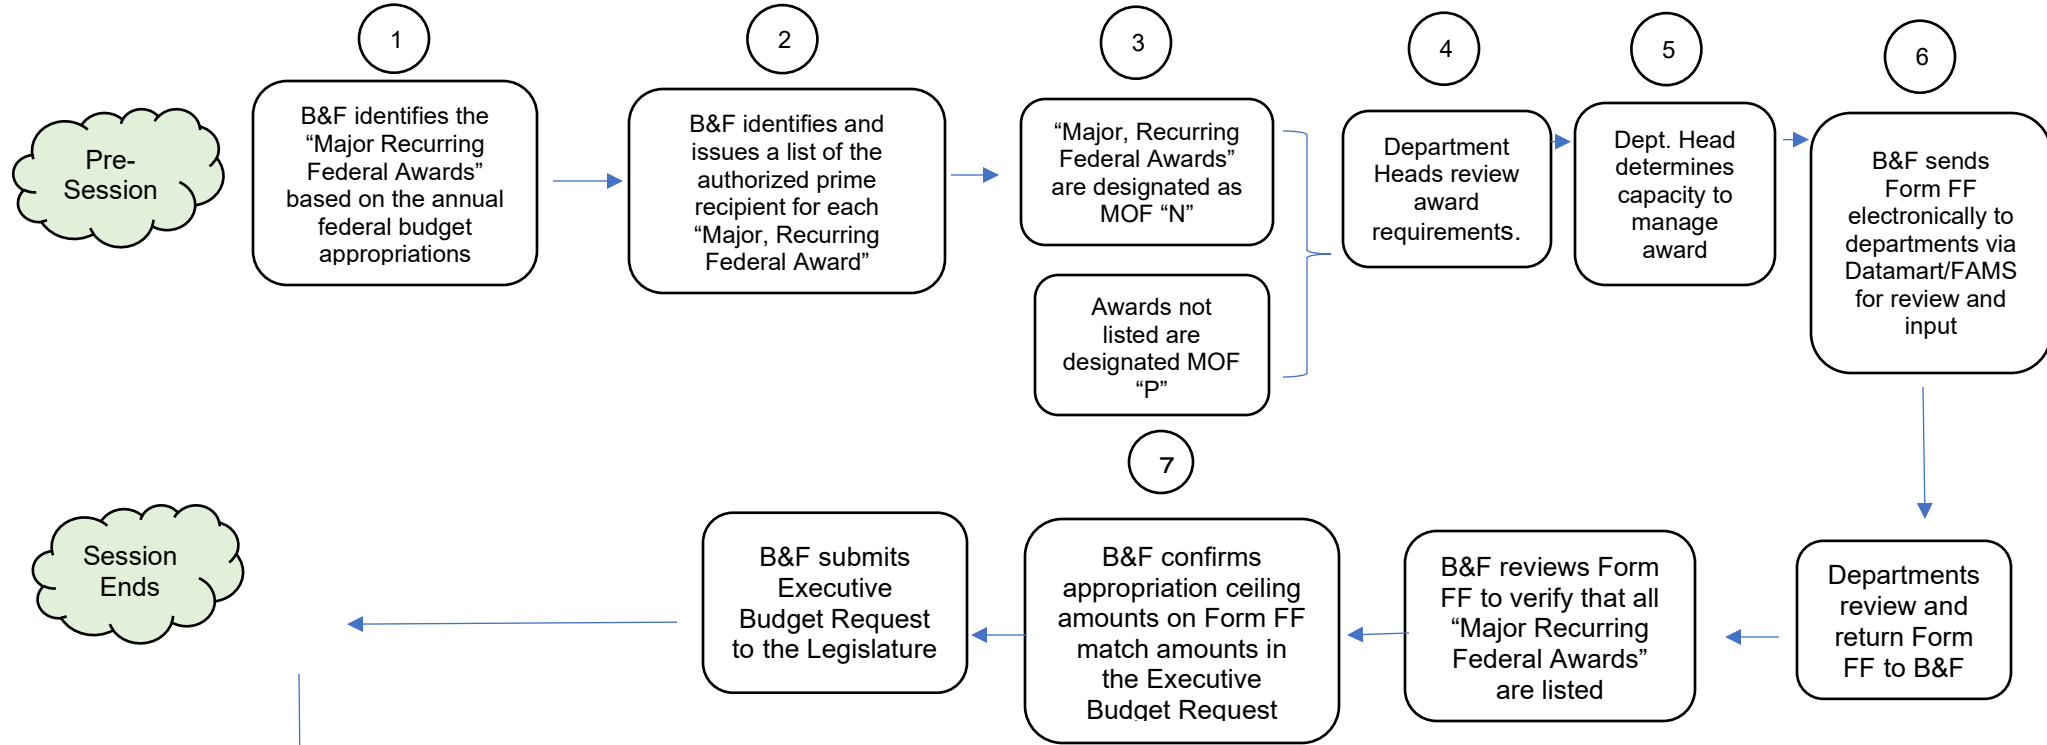 1
2
3
4
5
6
Pre-
Session
B&F identifies the
“Major Recurring
Federal Awards”
based on the annual
federal budget
appropriations
B&F identifies and
issues a list of the
authorized prime
recipient for each
“Major, Recurring
Federal Award”
“Major, Recurring
Federal Awards”
are designated as
MOF “N”
Awards not
listed are
designated MOF
“P”
Department
Heads review
award
requirements.
Dept. Head
determines
capacity to
manage
award
B&F sends
Form FF
electronically to
departments via
Datamart/FAMS
for review and
input
7
Departments
review and
return Form
FF to B&F
B&F reviews Form
FF to verify that all
“Major Recurring
Federal Awards”
are listed
B&F confirms
appropriation ceiling
amounts on Form FF
match amounts in
the Executive
Budget Request
B&F submits
Executive
Budget Request
to the Legislature
Session
Ends